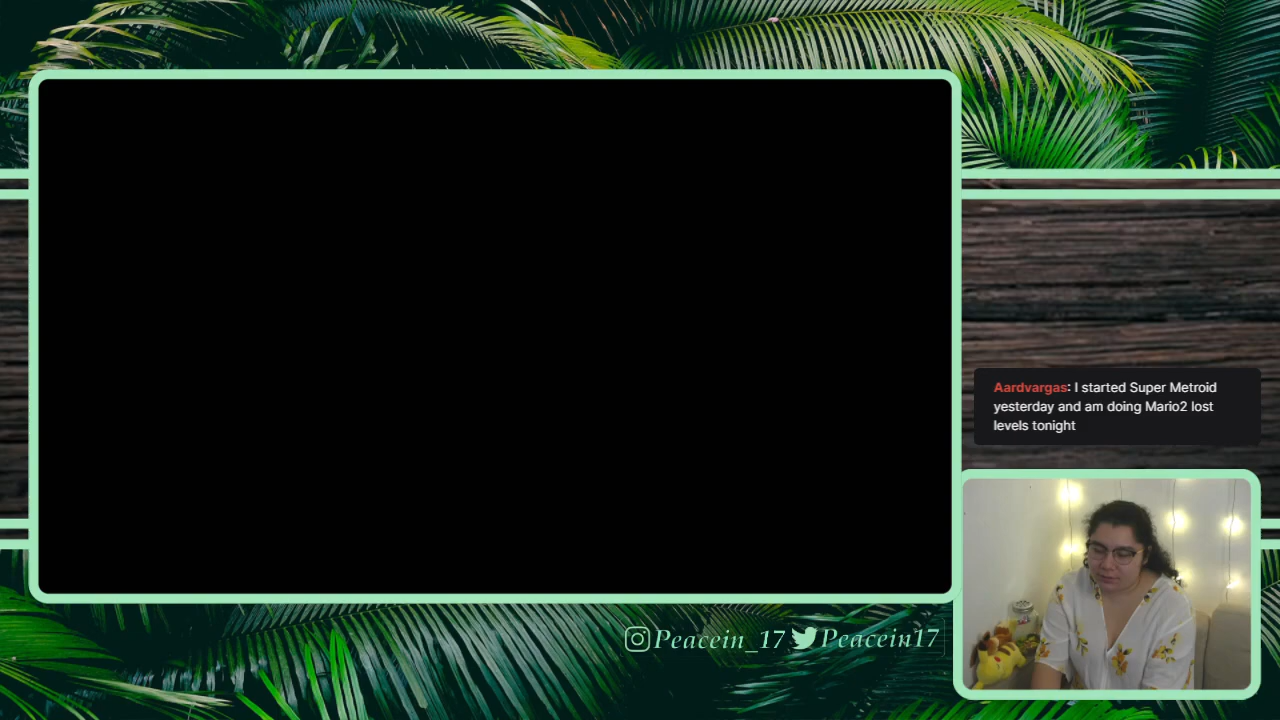 Aardvargas: I started Super Metroid
yesterday and am doing Mario2 lost
levels tonight
Peacein_17 Peacein17